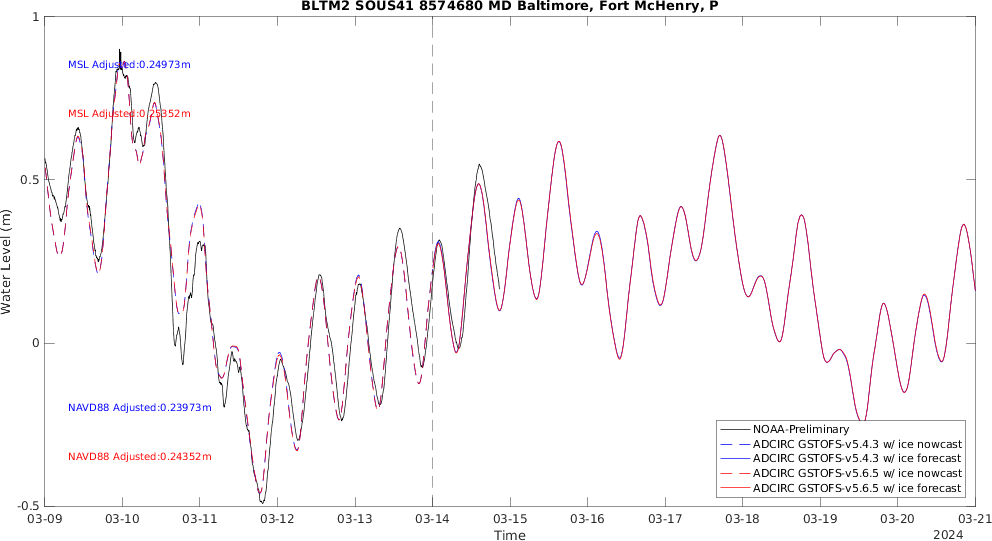 BLTM2 SOUS41 8574680 MD Baltimore, Fort McHenry, P
1
0.5
0
-0.5
Water Level (m)
MSL Adjusted:0.24973m
MSL Adjusted:0.25352m
NAVD88 Adjusted:0.23973m
NAVD88 Adjusted:0.24352m
NOAA-Preliminary
ADCIRC GSTOFS-v5.4.3 w/ ice nowcast
ADCIRC GSTOFS-v5.4.3 w/ ice forecast
ADCIRC GSTOFS-v5.6.5 w/ ice nowcast
ADCIRC GSTOFS-v5.6.5 w/ ice forecast
03-09 03-10 03-11 03-12 03-13 03-14 03-15 03-16 03-17 03-18 03-19 03-20 03-21
Time
2024